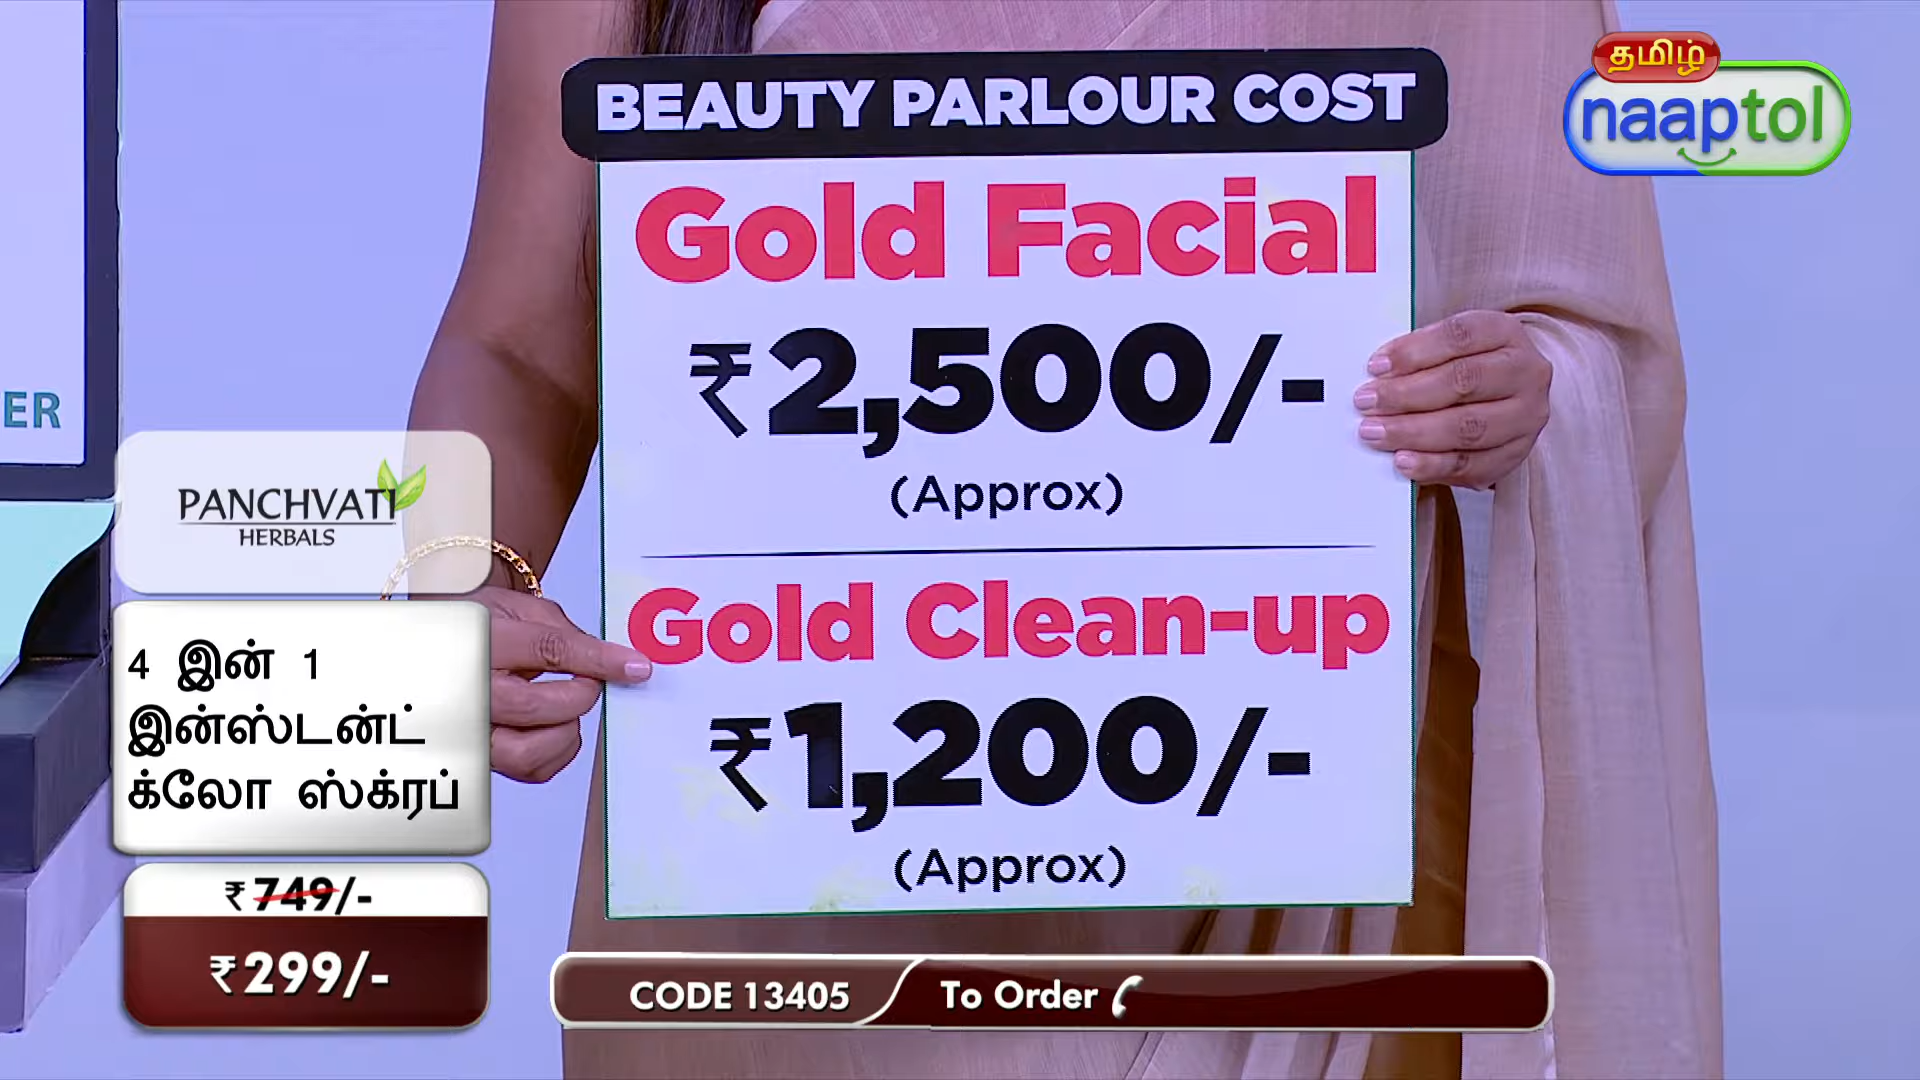 BEAUTY PARLOUR COST
Gold Facial
₹2,500/-
(Approx)
Gold Clean-up
₹1,200/-
(Approx)
தமிழ்
naaptol
ER
PANCHVATI
HERBALS
4 இன் 1
இன்ஸ்டன்ட்
க்லோ ஸ்க்ரப்
₹749/-
₹299/-
CODE 13405
To Order